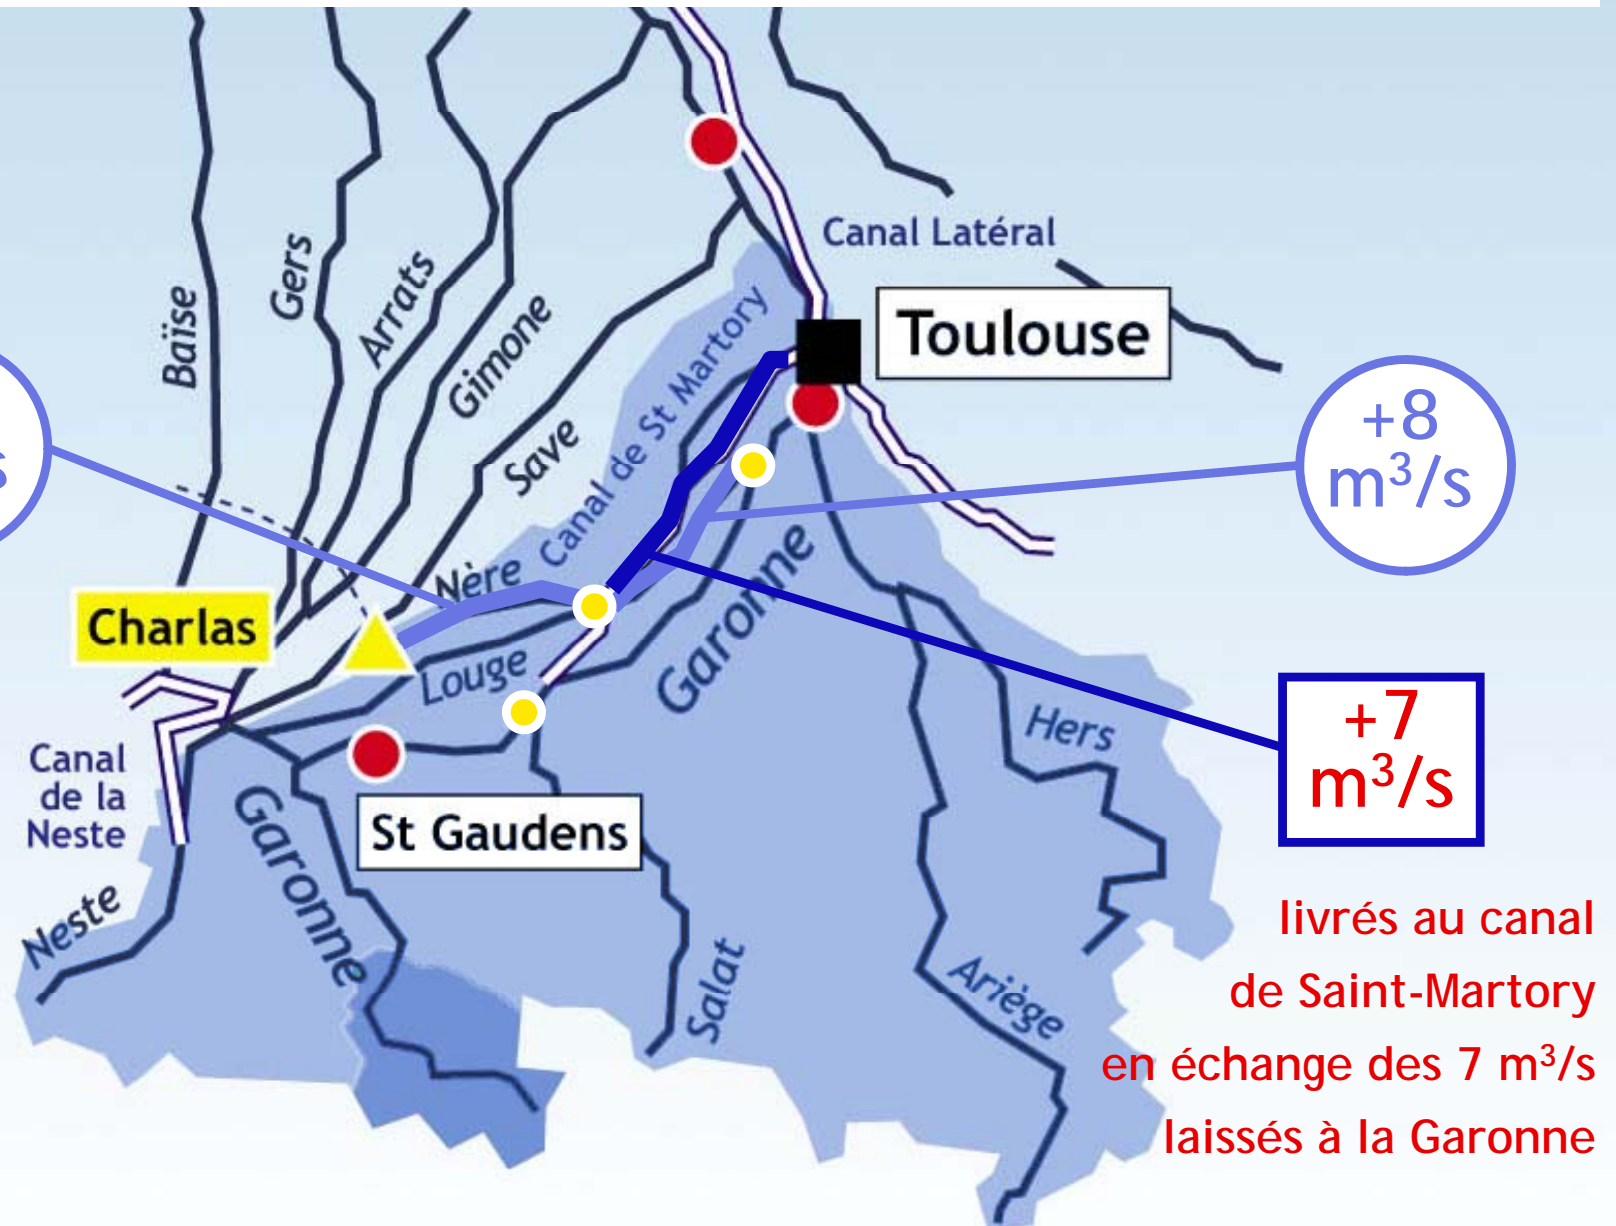 Canal Latéral
Toulouse
Baïse
Gers
Arrats
Gimone
Save
Canal de St Martory
+8
m³/s
s
Nère
Charlas
Louge
Garonne
Hers
+7
m³/s
Canal
de la
Neste
St Gaudens
Garonne
Neste
Salat
Ariège
livrés au canal
de Saint-Martory
en échange des 7 m³/s
laissés à la Garonne